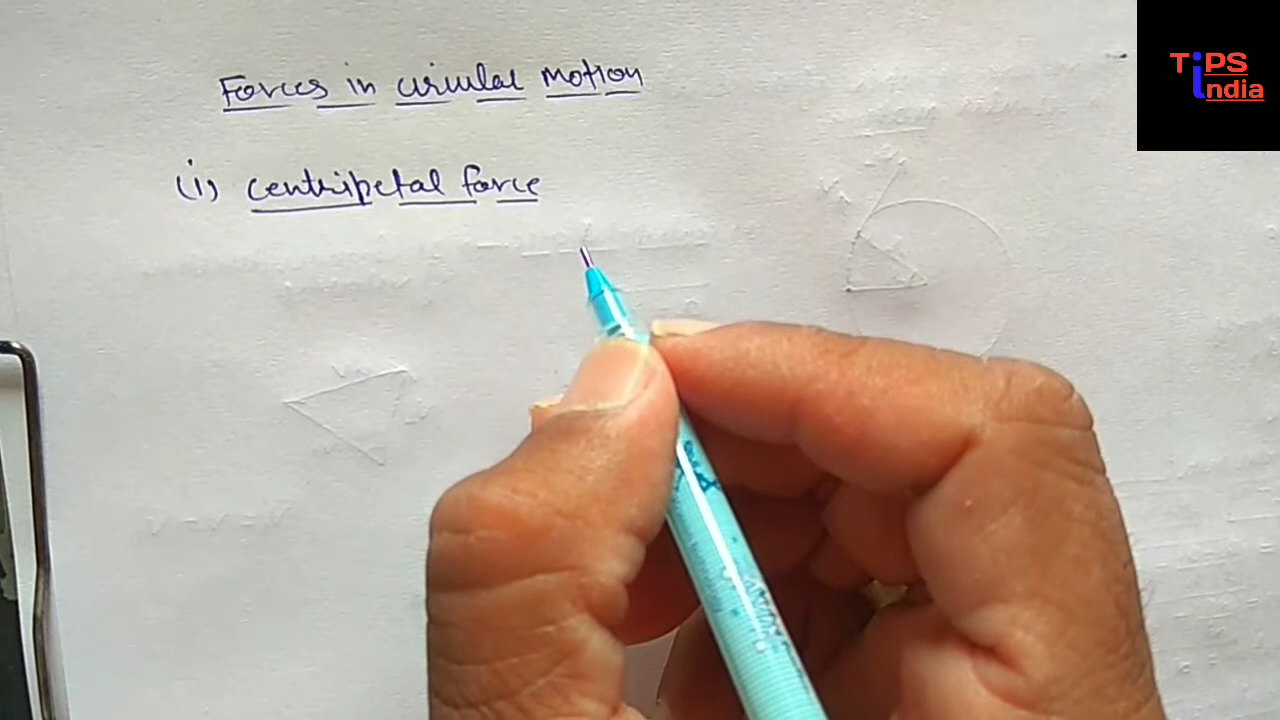 Forces in circular Motion
(i) centripetal force
TiPS
india